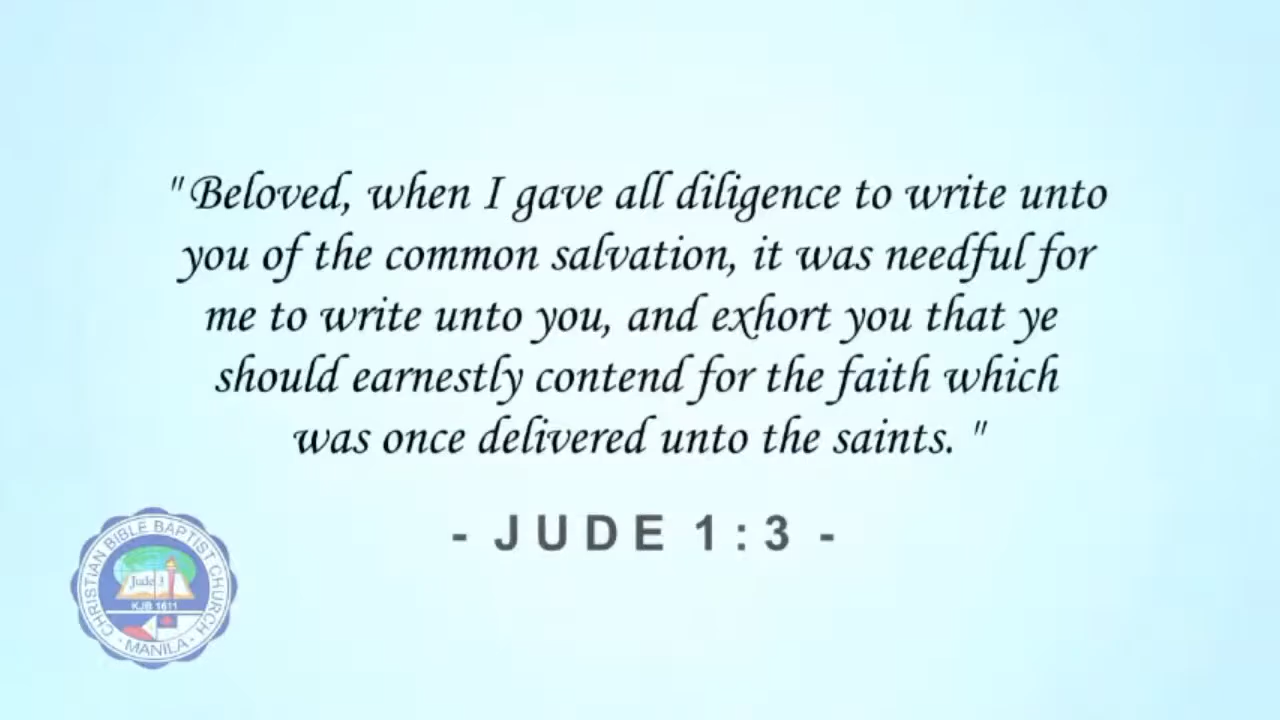 "Beloved, when I gave all diligence to write unto
you of the common salvation, it was needful for
me to write unto you, and exhort you that ye
should earnestly contend for the faith which
was once delivered unto the saints. "
- JUDE 1:3 -
CHRISTIAN BIBLE BAPTIST CHURCH
Jude 3
KJB 1611
· MANILA ·